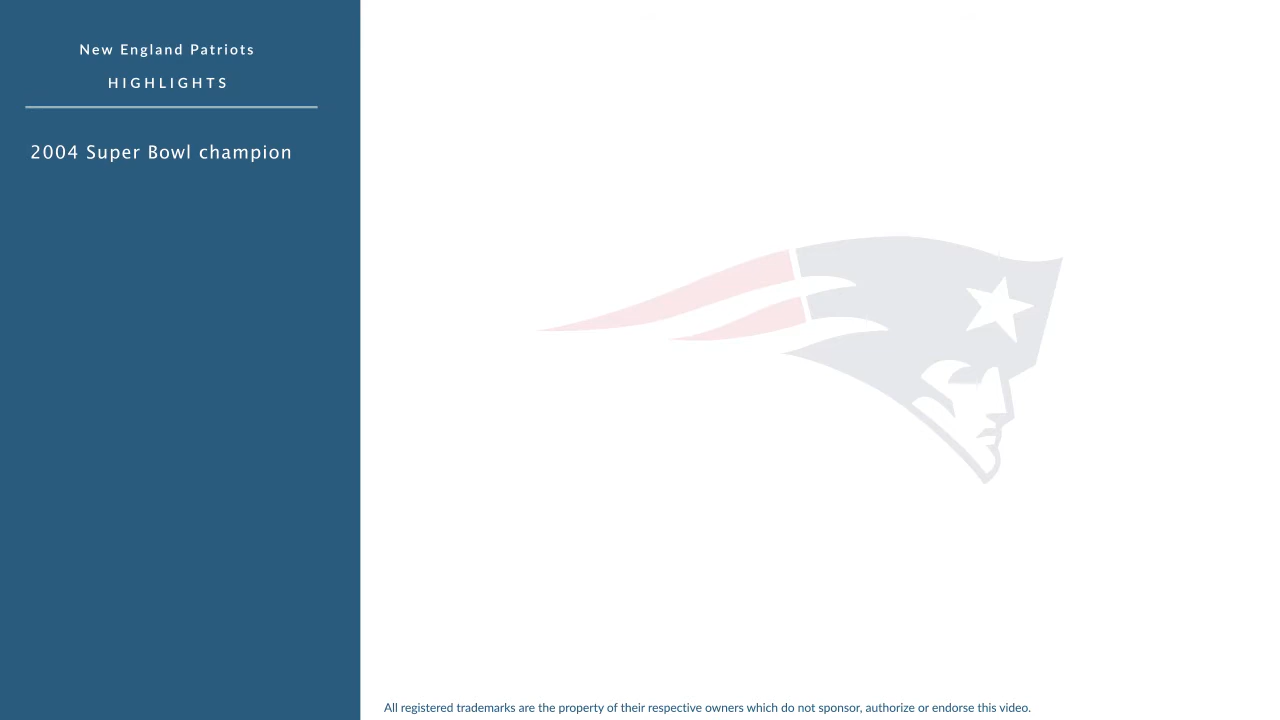 New England Patriots
HIGHLIGHTS
2004 Super Bowl champion
All registered trademarks are the property of their respective owners which do not sponsor, authorize or endorse this video.